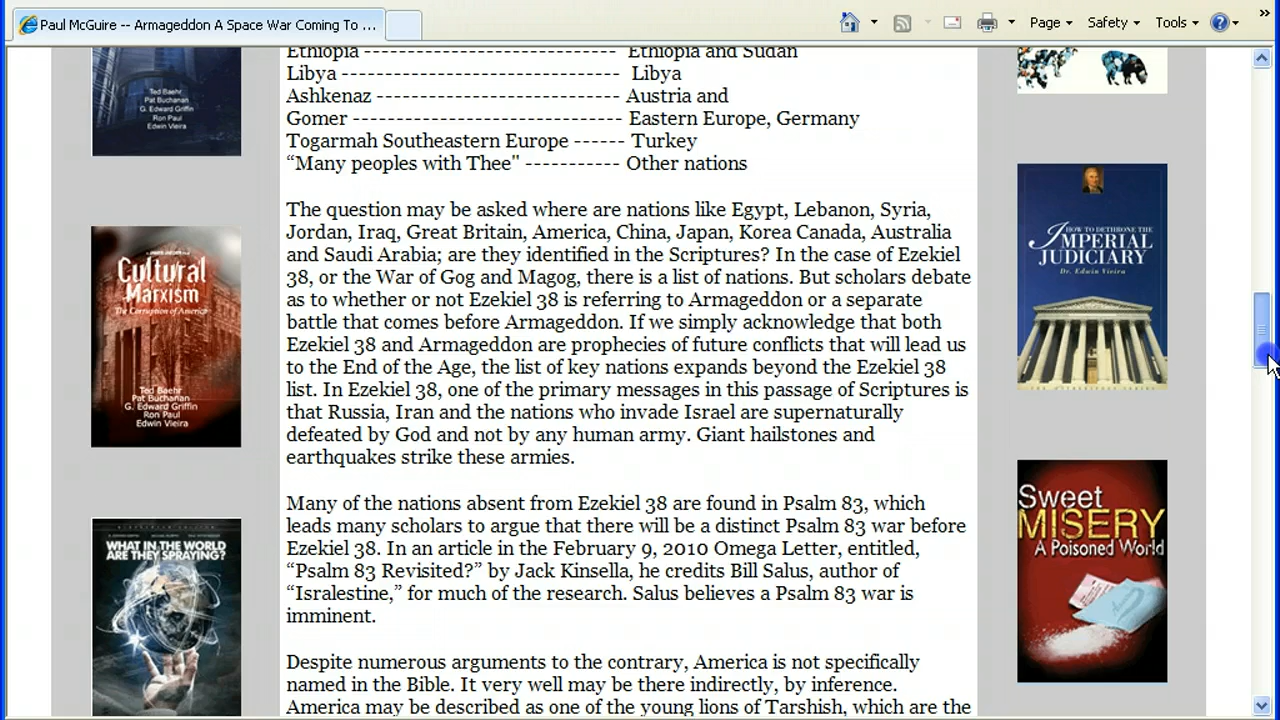 Paul McGuire -- Armageddon A Space War Coming To ...
Page
Safety
Tools
Ethiopia ----------------------------- Ethiopia and Sudan
Libya -------------------------------- Libya
Ashkenaz ---------------------------- Austria and
Gomer ------------------------------- Eastern Europe, Germany
Togarmah Southeastern Europe ------ Turkey
“Many peoples with Thee" ----------- Other nations
The question may be asked where are nations like Egypt, Lebanon, Syria,
Jordan, Iraq, Great Britain, America, China, Japan, Korea Canada, Australia
and Saudi Arabia; are they identified in the Scriptures? In the case of Ezekiel
38, or the War of Gog and Magog, there is a list of nations. But scholars debate
as to whether or not Ezekiel 38 is referring to Armageddon or a separate
battle that comes before Armageddon. If we simply acknowledge that both
Ezekiel 38 and Armageddon are prophecies of future conflicts that will lead us
to the End of the Age, the list of key nations expands beyond the Ezekiel 38
list. In Ezekiel 38, one of the primary messages in this passage of Scriptures is
that Russia, Iran and the nations who invade Israel are supernaturally
defeated by God and not by any human army. Giant hailstones and
earthquakes strike these armies.
Many of the nations absent from Ezekiel 38 are found in Psalm 83, which
leads many scholars to argue that there will be a distinct Psalm 83 war before
Ezekiel 38. In an article in the February 9, 2010 Omega Letter, entitled,
“Psalm 83 Revisited?” by Jack Kinsella, he credits Bill Salus, author of
“Isralestine,” for much of the research. Salus believes a Psalm 83 war is
imminent.
Despite numerous arguments to the contrary, America is not specifically
named in the Bible. It very well may be there indirectly, by inference.
America may be described as one of the young lions of Tarshish, which are the
Ted Baehr
Pat Buchanan
G. Edward Griffin
Ron Paul
Edwin Vieira
Cultural
Marxism
The Corruption of America
Ted Baehr
Pat Buchanan
G. Edward Griffin
Ron Paul
Edwin Vieira
WHAT IN THE WORLD
ARE THEY SPRAYING?
HOW TO DETHRONE THE
IMPERIAL
JUDICIARY
Dr. Edwin Vieira
Sweet
MISERY
A Poisoned World